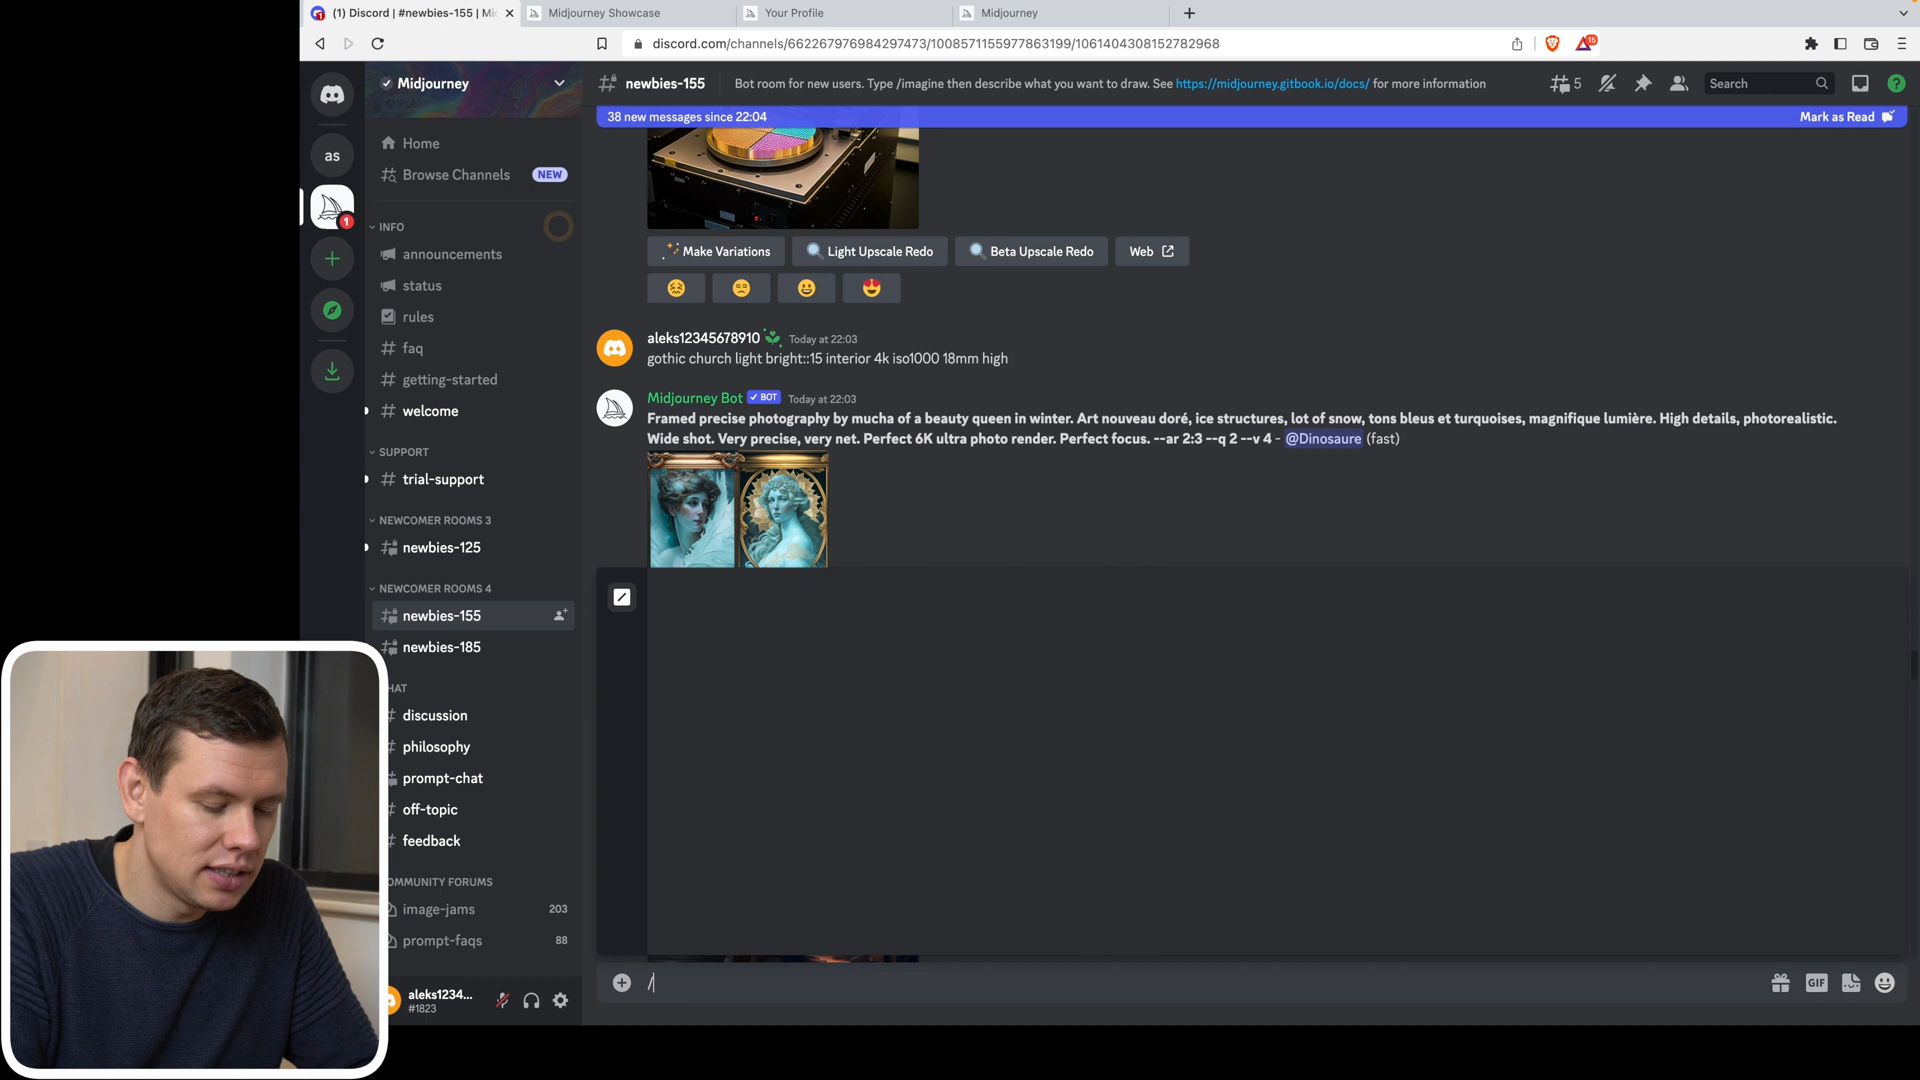 (1) Discord | #newbies-155 | Mi
Midjourney Showcase
Your Profile
Midjourney
discord.com/channels/662267976984297473/1008571155977863199/1061404308152782968
15
Midjourney
newbies-155
Bot room for new users. Type /imagine then describe what you want to draw. See https://midjourney.gitbook.io/docs/ for more information
5
Search
38 new messages since 22:04
Mark as Read
as
1
Home
Browse Channels
NEW
INFO
announcements
status
rules
faq
getting-started
welcome
SUPPORT
trial-support
NEWCOMER ROOMS 3
newbies-125
NEWCOMER ROOMS 4
newbies-155
newbies-185
HAT
discussion
philosophy
prompt-chat
off-topic
feedback
OMMUNITY FORUMS
image-jams
203
prompt-faqs
88
aleks1234...
#1823
Make Variations
Light Upscale Redo
Beta Upscale Redo
Web
aleks12345678910 Today at 22:03
gothic church light bright::15 interior 4k iso1000 18mm high
Midjourney Bot ✓ BOT Today at 22:03
Framed precise photography by mucha of a beauty queen in winter. Art nouveau doré, ice structures, lot of snow, tons bleus et turquoises, magnifique lumière. High details, photorealistic.
Wide shot. Very precise, very net. Perfect 6K ultra photo render. Perfect focus. --ar 2:3 --q 2 --v 4 - @Dinosaure (fast)
/
GIF